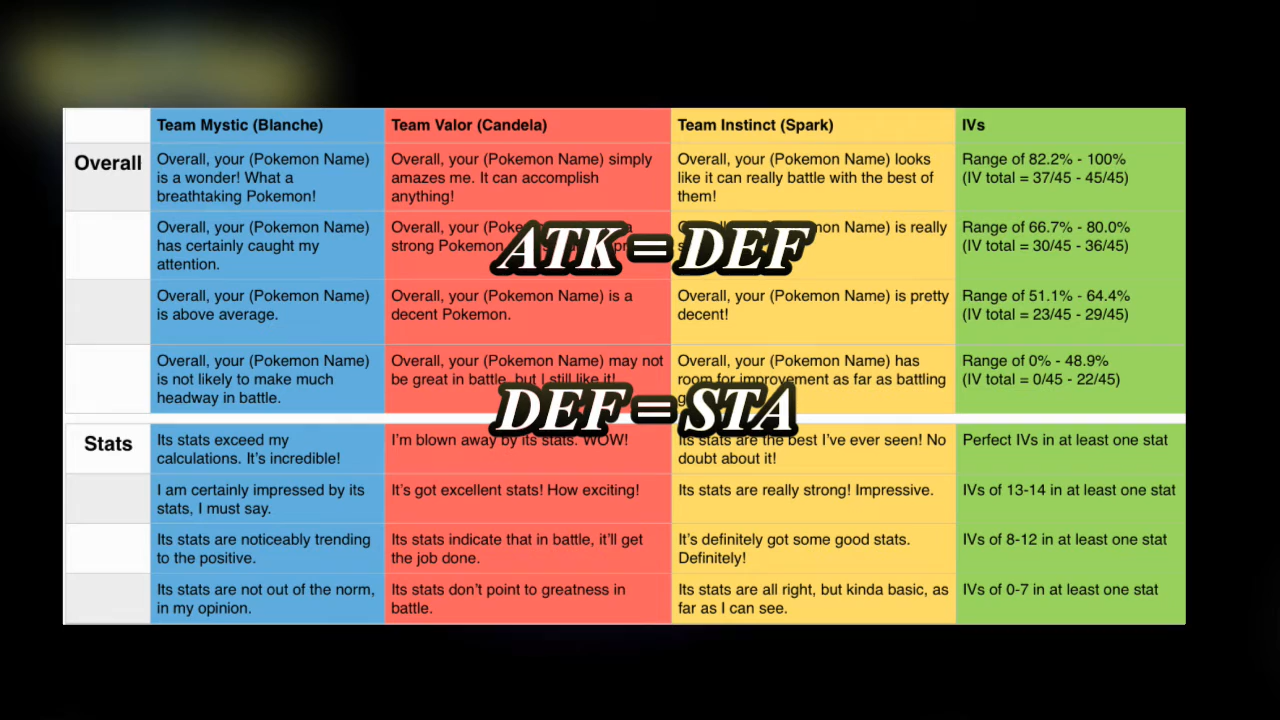 Team Mystic (Blanche) Team Valor (Candela) Team Instinct (Spark) IVs
Overall
Overall, your (Pokemon Name)
is a wonder! What a
breathtaking Pokemon!
Overall, your (Pokemon Name) simply
amazes me. It can accomplish
anything!
Overall, your (Pokemon Name) looks
like it can really battle with the best of
them!
Range of 82.2% - 100%
(IV total = 37/45 - 45/45)
Overall, your (Pokemon Name)
has certainly caught my
attention.
Overall, your
strong Pokemon
Name) is really
Range of 66.7% - 80.0%
(IV total = 30/45 - 36/45)
ATK = DEF
Overall, your (Pokemon Name)
is above average.
Overall, your (Pokemon Name) is a
decent Pokemon.
Overall, your (Pokemon Name) is pretty
decent!
Range of 51.1% - 64.4%
(IV total = 23/45 - 29/45)
Overall, your (Pokemon Name)
is not likely to make much
headway in battle.
Overall, your (Pokemon Name) may not
be great in battle, but I still like it!
Overall, your (Pokemon Name) has
room for improvement as far as battling
Range of 0% - 48.9%
(IV total = 0/45 - 22/45)
DEF = STA
Stats
Its stats exceed my
calculations. It's incredible!
I'm blown away by its stats. WOW!
Its stats are the best I've ever seen! No
doubt about it!
Perfect IVs in at least one stat
I am certainly impressed by its
stats, I must say.
It's got excellent stats! How exciting!
Its stats are really strong! Impressive.
IVs of 13-14 in at least one stat
Its stats are noticeably trending
to the positive.
Its stats indicate that in battle, it'll get
the job done.
It's definitely got some good stats.
Definitely!
IVs of 8-12 in at least one stat
Its stats are not out of the norm,
in my opinion.
Its stats don't point to greatness in
battle.
Its stats are all right, but kinda basic, as
far as I can see.
IVs of 0-7 in at least one stat